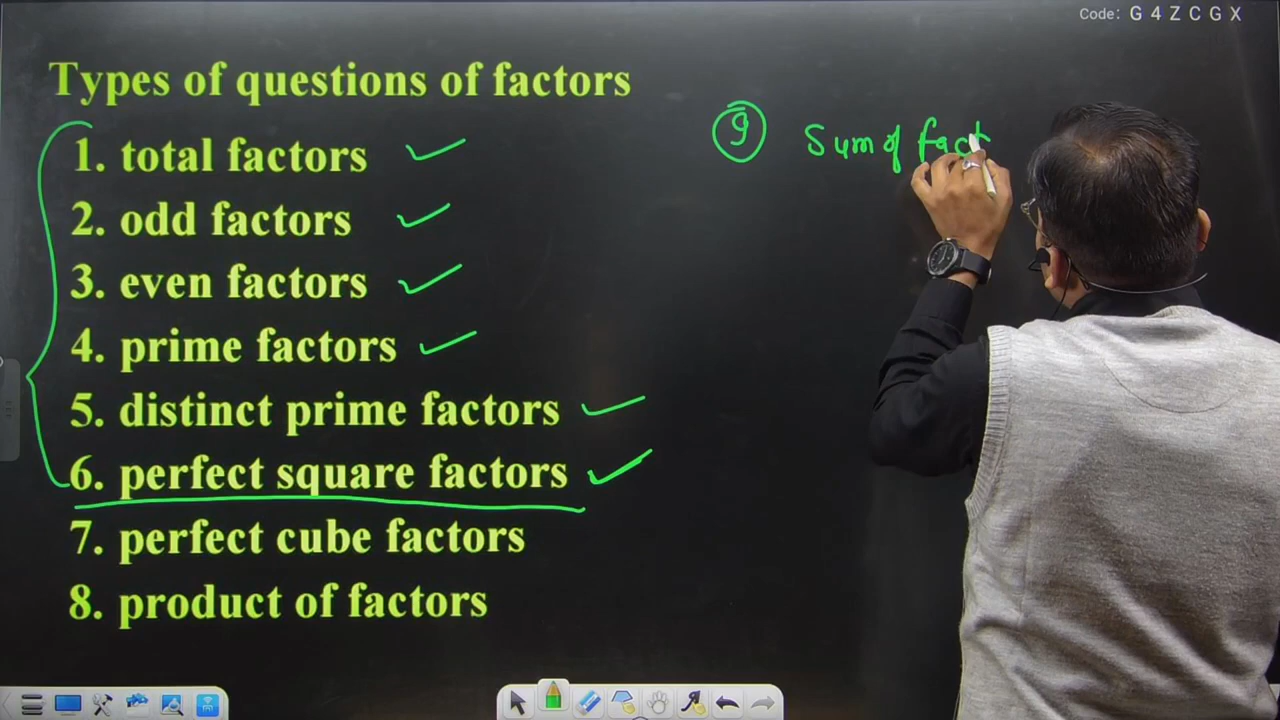 Code: G 4 Z C G X
Types of questions of factors
1. total factors
2. odd factors
3. even factors
4. prime factors
5. distinct prime factors
6. perfect square factors
7. perfect cube factors
8. product of factors
9 Sum of fact